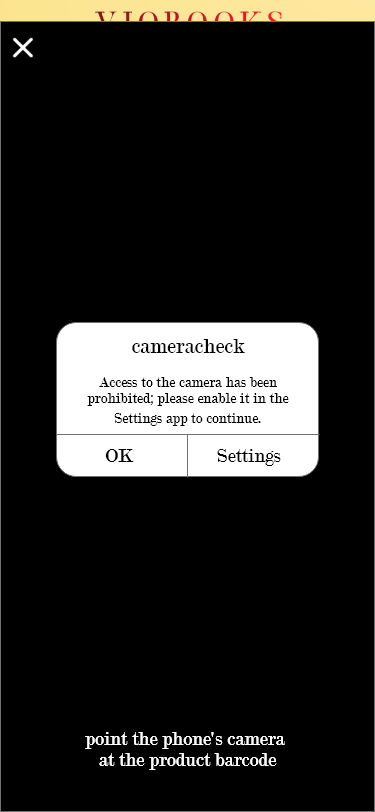 VIOBOOKS
cameracheck
Access to the camera has been
prohibited; please enable it in the
Settings app to continue.
OK
Settings
point the phone's camera
at the product barcode